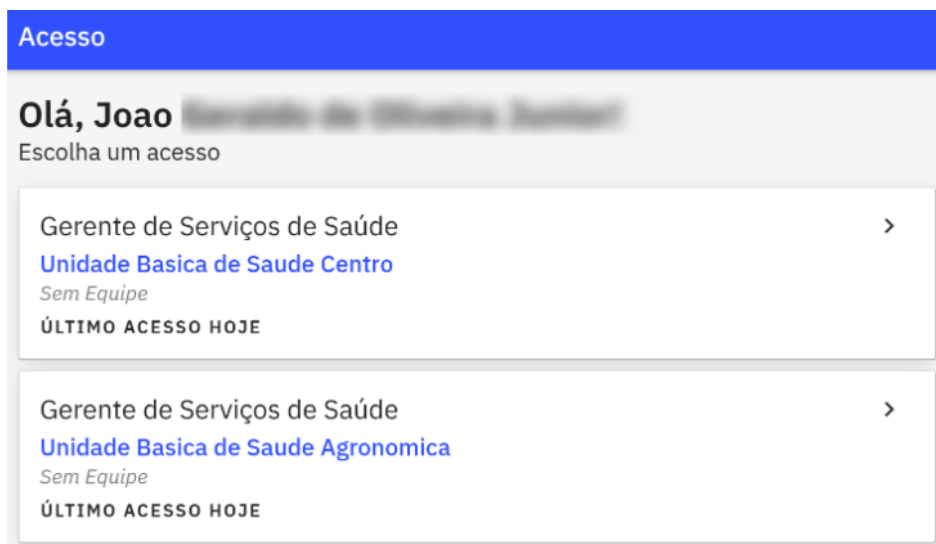 Acesso
Olá, Joao
Escolha um acesso
Gerente de Serviços de Saúde
Unidade Basica de Saude Centro
Sem Equipe
ÚLTIMO ACESSO HOJE
Gerente de Serviços de Saúde
Unidade Basica de Saude Agronomica
Sem Equipe
ÚLTIMO ACESSO HOJE